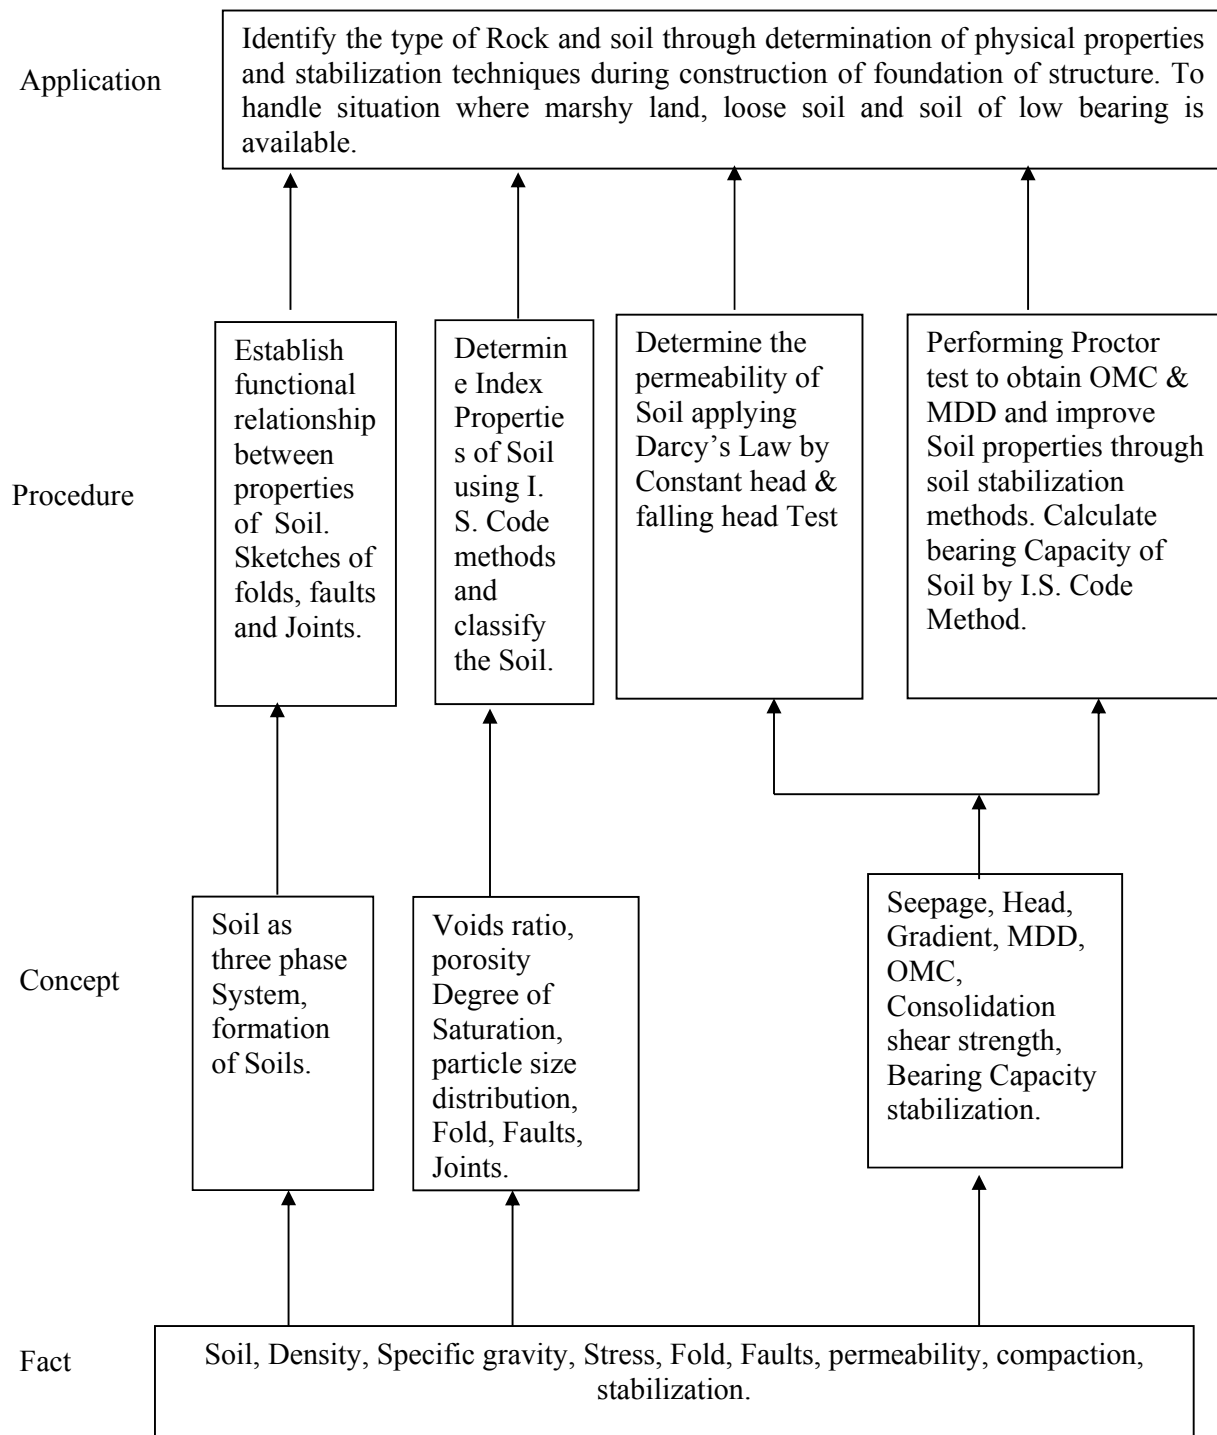 Application
Identify the type of Rock and soil through determination of physical properties
and stabilization techniques during construction of foundation of structure. To
handle situation where marshy land, loose soil and soil of low bearing is
available.
Procedure
Establish
functional
relationship
between
properties
of Soil.
Sketches of
folds, faults
and Joints.
Determin
e Index
Propertie
s of Soil
using I.
S. Code
methods
and
classify
the Soil.
Determine the
permeability of
Soil applying
Darcy’s Law by
Constant head &
falling head Test
Performing Proctor
test to obtain OMC &
MDD and improve
Soil properties through
soil stabilization
methods. Calculate
bearing Capacity of
Soil by I.S. Code
Method.
Concept
Soil as
three phase
System,
formation
of Soils.
Voids ratio,
porosity
Degree of
Saturation,
particle size
distribution,
Fold, Faults,
Joints.
Seepage, Head,
Gradient, MDD,
OMC,
Consolidation
shear strength,
Bearing Capacity
stabilization.
Fact
Soil, Density, Specific gravity, Stress, Fold, Faults, permeability, compaction,
stabilization.